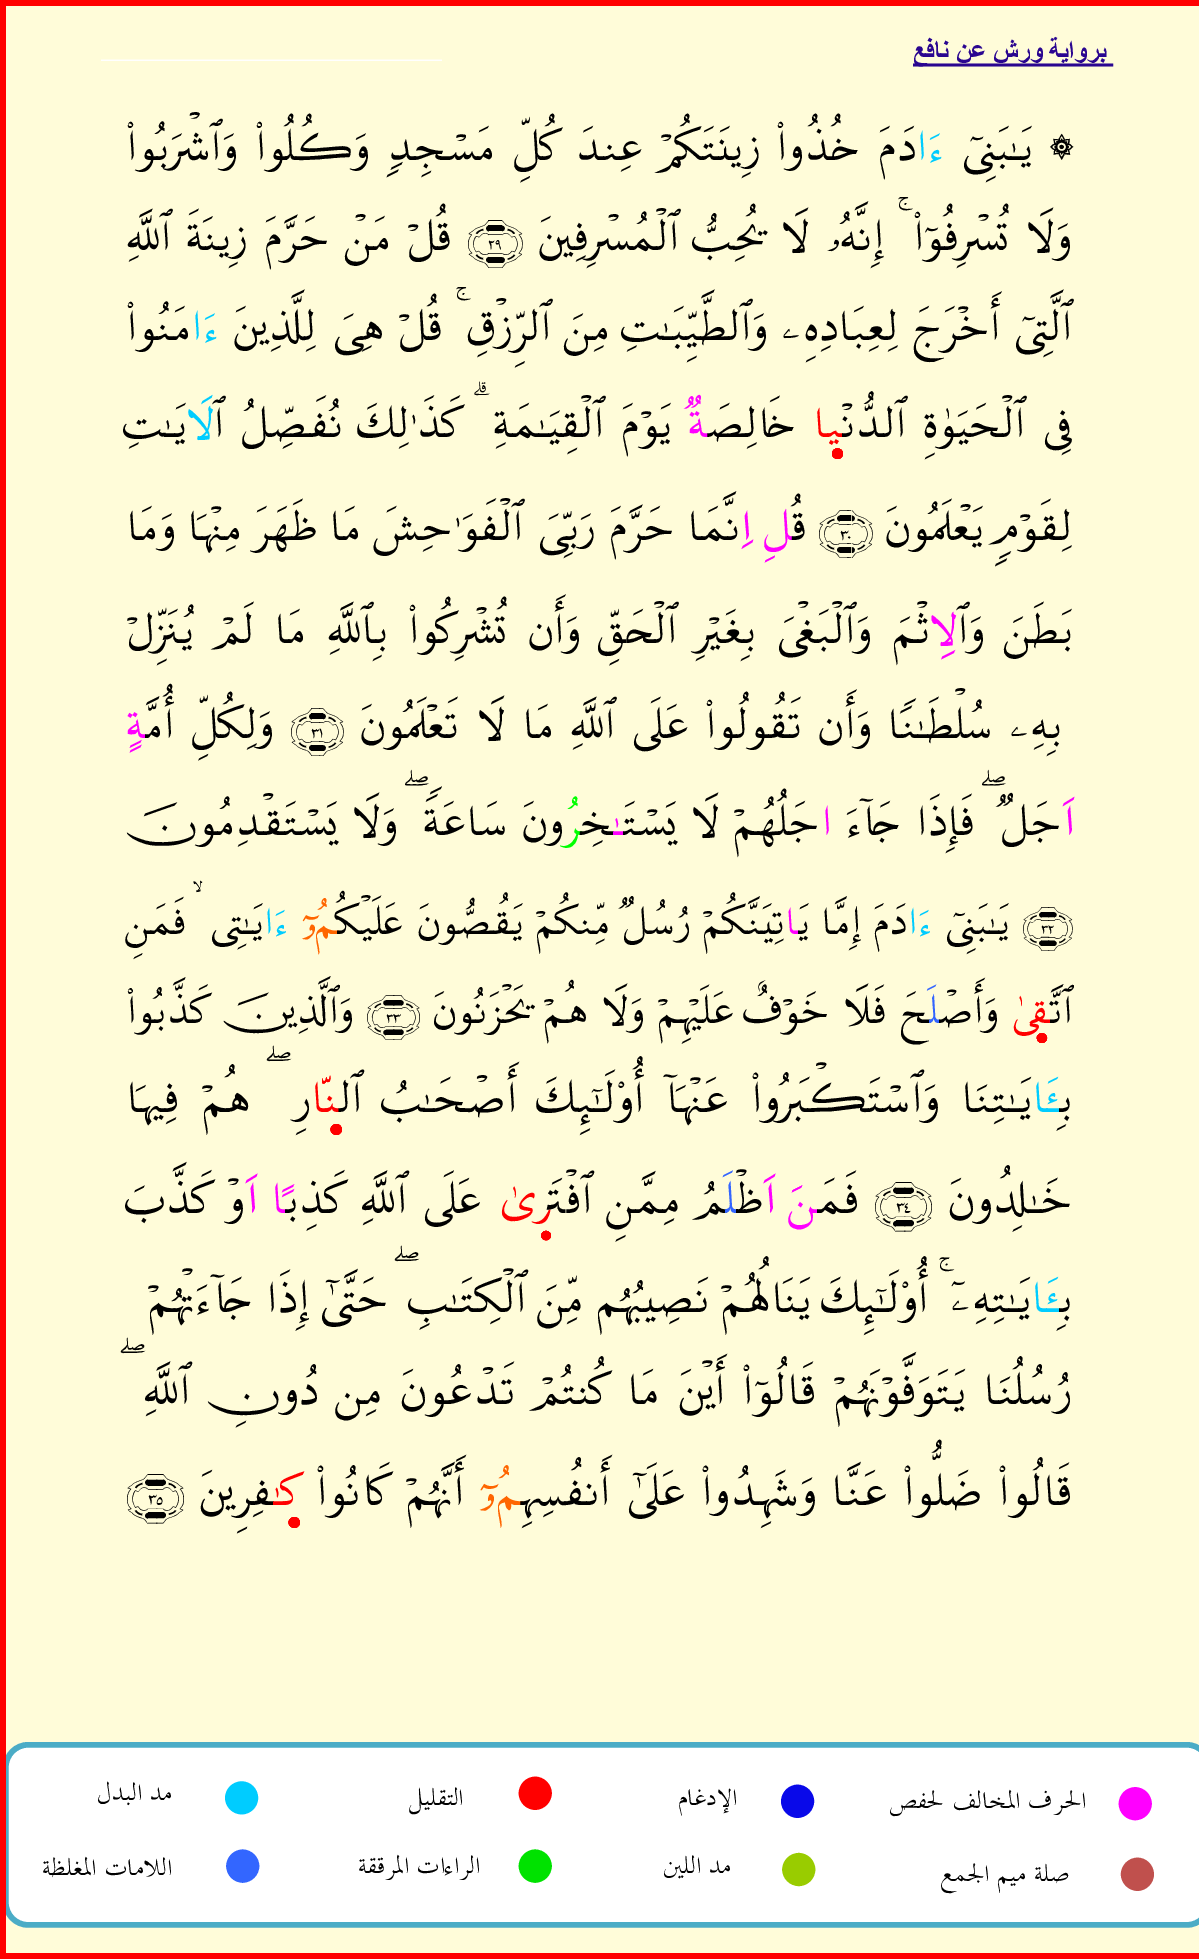 برواية ورش عن نافع
۞ يَٰبَنِىٓ ءَادَمَ خُذُواْ زِينَتَكُمْ عِندَ كُلِّ مَسْجِدٖ وَكُلُواْ وَٱشْرَبُواْ
وَلَا تُسْرِفُوٓاْ ۚ إِنَّهُۥ لَا يُحِبُّ ٱلْمُسْرِفِينَ ٢٩ قُلْ مَنْ حَرَّمَ زِينَةَ ٱللَّهِ
ٱلَّتِىٓ أَخْرَجَ لِعِبَادِهِۦ وَٱلطَّيِّبَٰتِ مِنَ ٱلرِّزْقِ ۚ قُلْ هِىَ لِلَّذِينَ ءَامَنُواْ
فِى ٱلْحَيَوٰةِ ٱلدُّنْيا خَالِصَةٌ يَوْمَ ٱلْقِيَٰمَةِ ۗ كَذَٰلِكَ نُفَصِّلُ ٱلَايَٰتِ
لِقَوْمٖ يَعْلَمُونَ ٣٠ قُلِ اِنَّمَا حَرَّمَ رَبِّىَ ٱلْفَوَٰحِشَ مَا ظَهَرَ مِنْهَا وَمَا
بَطَنَ وَٱلِاثْمَ وَٱلْبَغْىَ بِغَيْرِ ٱلْحَقِّ وَأَن تُشْرِكُواْ بِٱللَّهِ مَا لَمْ يُنَزِّلْ
بِهِۦ سُلْطَٰنٗا وَأَن تَقُولُواْ عَلَى ٱللَّهِ مَا لَا تَعْلَمُونَ ٣١ وَلِكُلِّ أُمَّةٍ
اَجَلٞ ۖ فَإِذَا جَآءَ اجَلُهُمْ لَا يَسْتَٰخِرُونَ سَاعَةٗ ۖ وَلَا يَسْتَقْدِمُونَ
٣٢ يَٰبَنِىٓ ءَادَمَ إِمَّا يَاتِيَنَّكُمْ رُسُلٞ مِّنكُمْ يَقُصُّونَ عَلَيْكُمُۥٓ ءَايَٰتِى ۙ فَمَنِ
ٱتَّقِىٰ وَأَصْلَحَ فَلَا خَوْفٌ عَلَيْهِمْ وَلَا هُمْ يَحْزَنُونَ ٣٣ وَٱلَّذِينَ كَذَّبُواْ
بِـَٔايَٰتِنَا وَٱسْتَكْبَرُواْ عَنْهَآ أُوْلَٰٓئِكَ أَصْحَٰبُ ٱلنّارِ ۖ هُمْ فِيهَا
خَٰلِدُونَ ٣٤ فَمَنَ اَظْلَمُ مِمَّنِ ٱفْتَرِىٰ عَلَى ٱللَّهِ كَذِبًا اَوْ كَذَّبَ
بِـَٔايَٰتِهِۦٓ ۚ أُوْلَٰٓئِكَ يَنَالُهُمْ نَصِيبُهُم مِّنَ ٱلْكِتَٰبِ ۖ حَتَّىٰٓ إِذَا جَآءَتْهُمْ
رُسُلُنَا يَتَوَفَّوْنَهُمْ قَالُوٓاْ أَيْنَ مَا كُنتُمْ تَدْعُونَ مِن دُونِ ٱللَّهِ ۖ
قَالُواْ ضَلُّواْ عَنَّا وَشَهِدُواْ عَلَىٰٓ أَنفُسِهِمُۥٓ أَنَّهُمْ كَانُواْ كٰفِرِينَ ٣٥
الحرف المخالف لحفص الإدغام التقليل مد البدل
صلة ميم الجمع مد اللين الراءات المرققة اللامات المغلظة